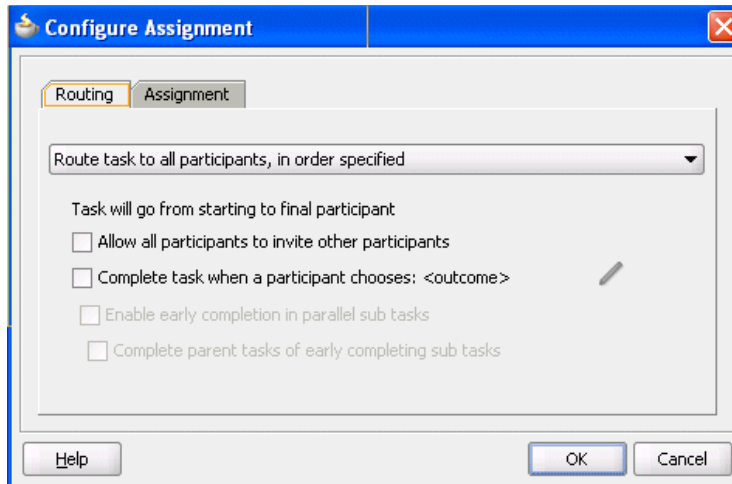 Configure Assignment
Routing
Assignment
Route task to all participants, in order specified
Task will go from starting to final participant
Allow all participants to invite other participants
Complete task when a participant chooses: <outcome>
Enable early completion in parallel sub tasks
Complete parent tasks of early completing sub tasks
Help
OK
Cancel